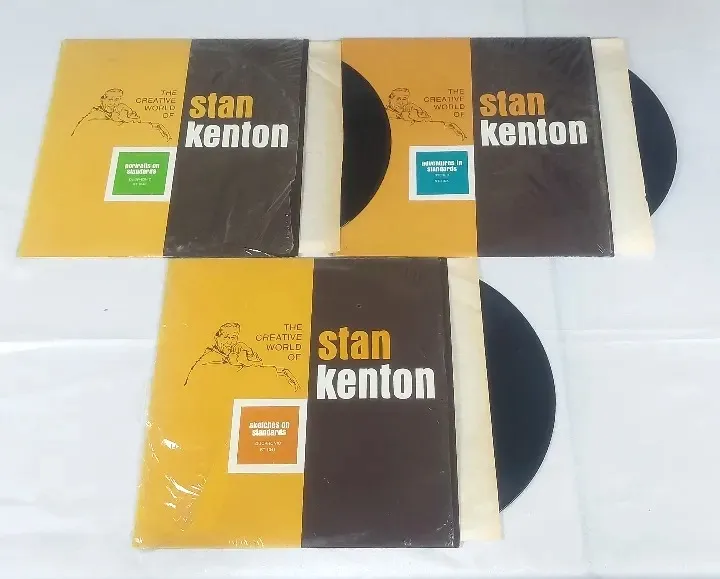 THE
CREATIVE
WORLD
OF
stan
kenton
portraits on
standards
THE
CREATIVE
WORLD
OF
stan
kenton
adventures in
standards
THE
CREATIVE
WORLD
OF
stan
kenton
sketches on
standards